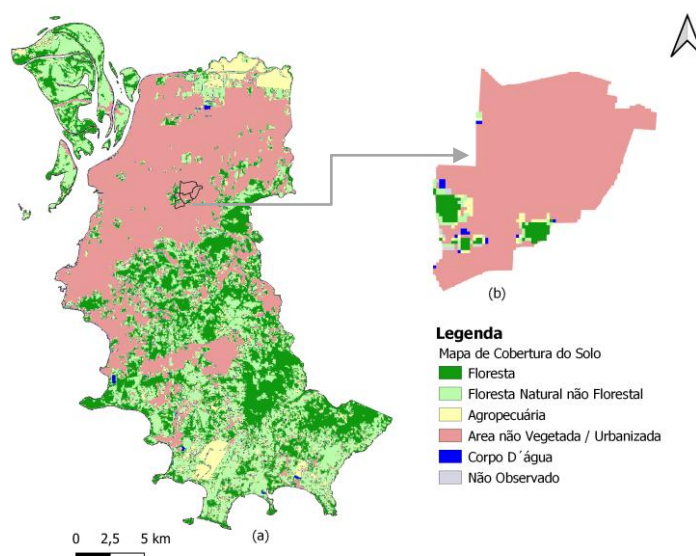 (b)
Legenda
Mapa de Cobertura do Solo
Floresta
Floresta Natural não Florestal
Agropecuária
Area não Vegetada / Urbanizada
Corpo D´água
Não Observado
0 2,5 5 km
(a)